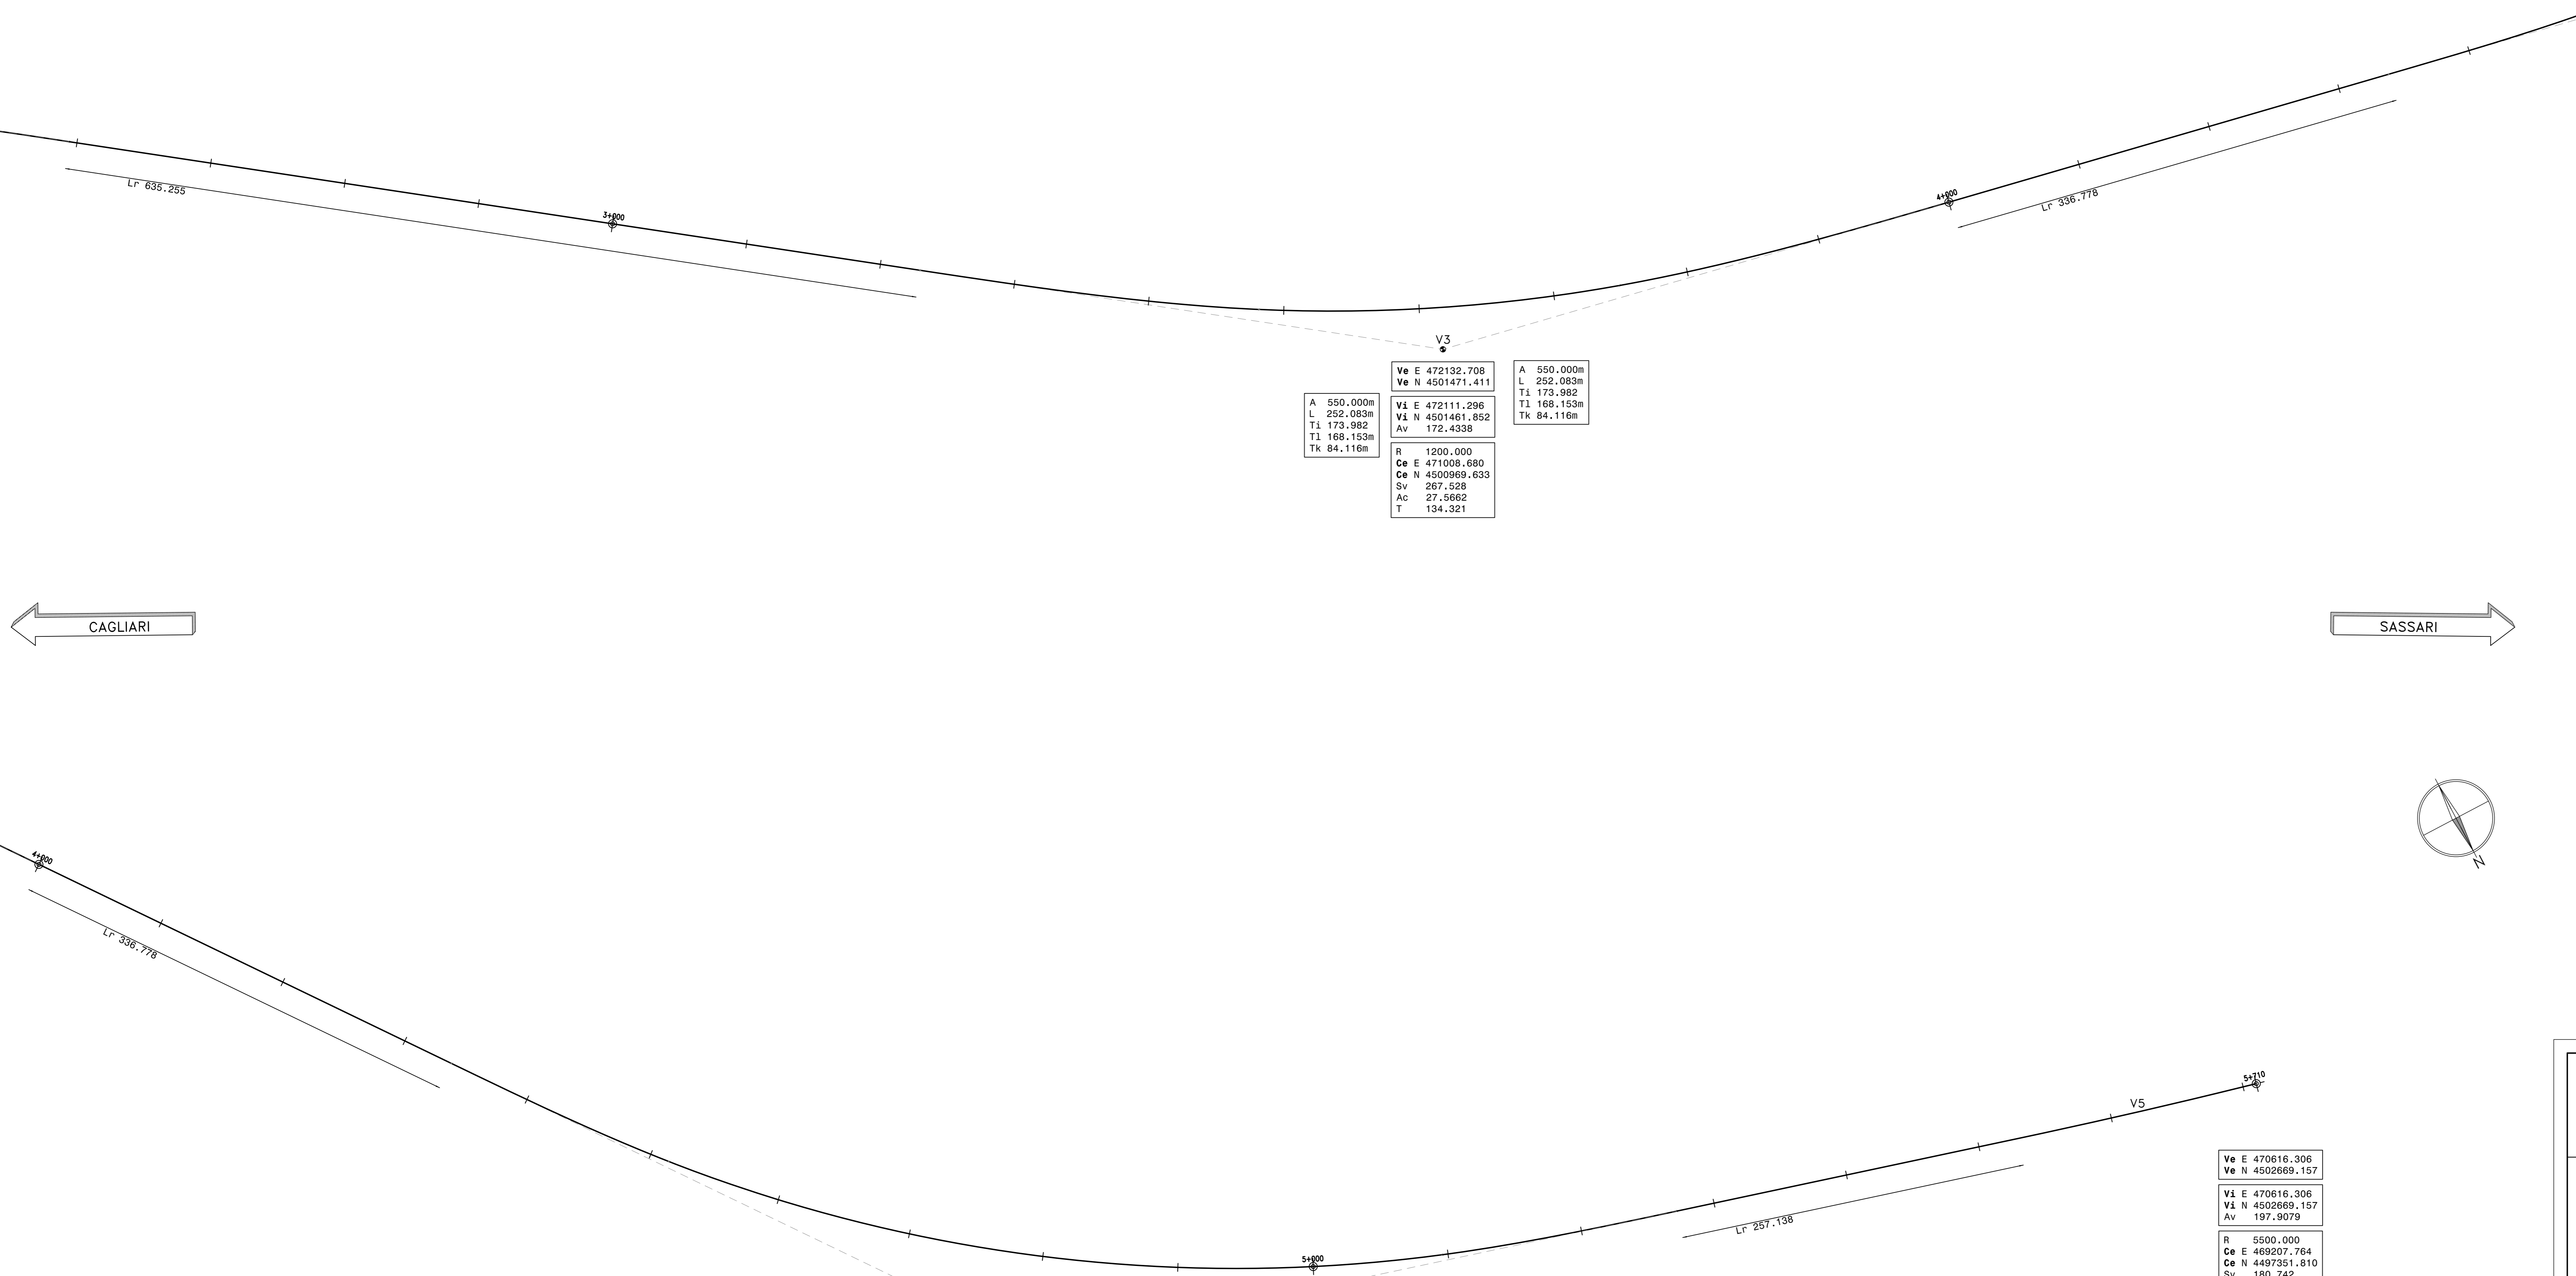 Lr 635.255
3+000
4+000
Lr 336.778
V3
Ve E 472132.708
Ve N 4501471.411
A 550.000m
L 252.083m
Ti 173.982
Tl 168.153m
Tk 84.116m
A 550.000m
L 252.083m
Ti 173.982
Tl 168.153m
Tk 84.116m
Vi E 472111.296
Vi N 4501461.852
Av 172.4338
R 1200.000
Ce E 471008.680
Ce N 4500969.633
Sv 267.528
Ac 27.5662
T 134.321
CAGLIARI
SASSARI
N
4+000
Lr 336.778
5+000
Lr 257.138
V5
5+710
Ve E 470616.306
Ve N 4502669.157
Vi E 470616.306
Vi N 4502669.157
Av 197.9079
R 5500.000
Ce E 469207.764
Ce N 4497351.810
Sv 180.742